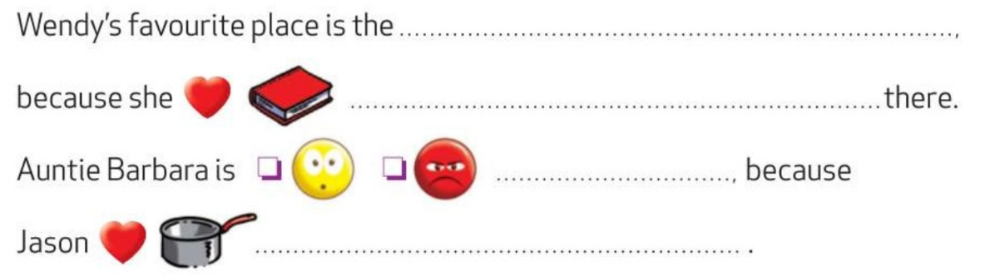 Wendy's favourite place is the ..............................................................................,
because she ........................................................................... there.
Auntie Barbara is ................................, because
Jason .................................................................... .